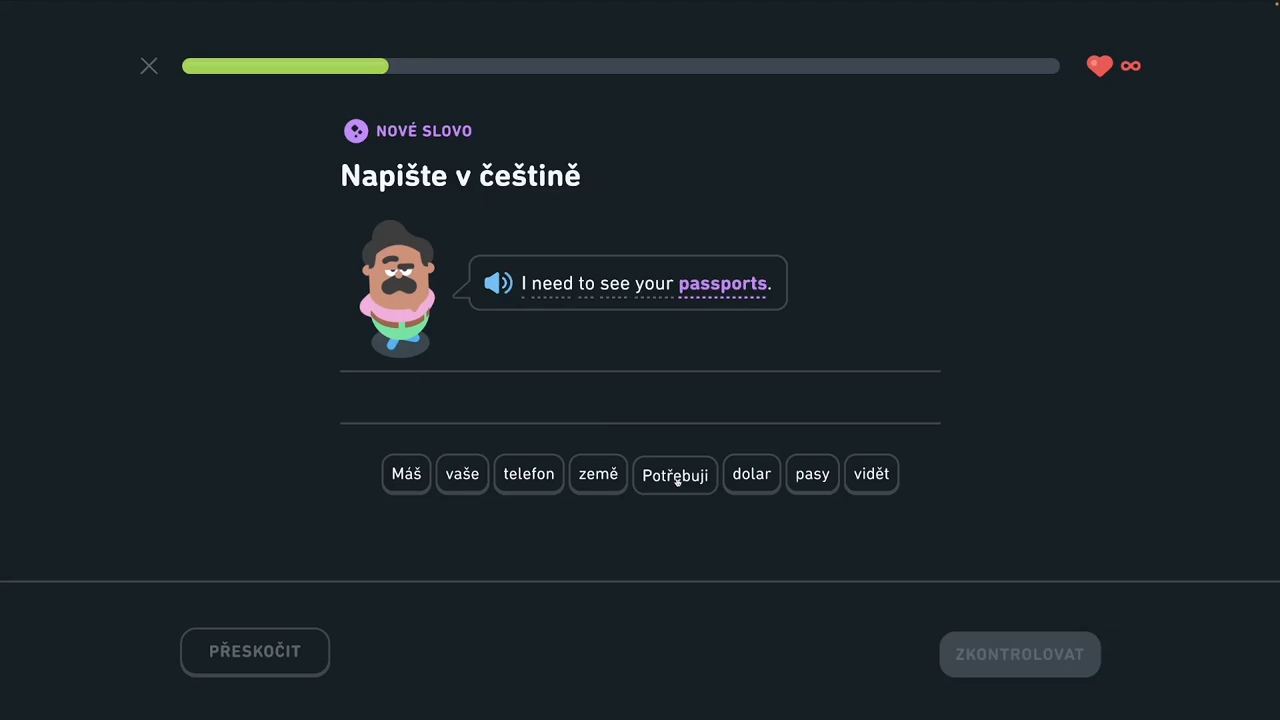 NOVÉ SLOVO
Napište v češtině
I need to see your passports.
Máš vaše telefon země Potřebuji dolar pasy vidět
PŘESKOČIT
ZKONTROLOVAT